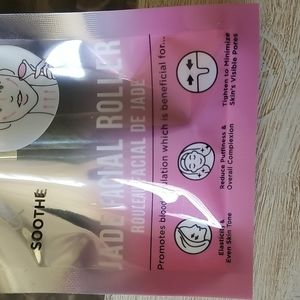 JADE FACIAL ROLLER
ROULEAU FACIAL DE JADE
SOOTHE
Promotes blood circulation which is beneficial for...
Elasticity &
Even Skin Tone
Reduce Puffiness &
Overall Complexion
Tighten to Minimize
Skin's Visible Pores